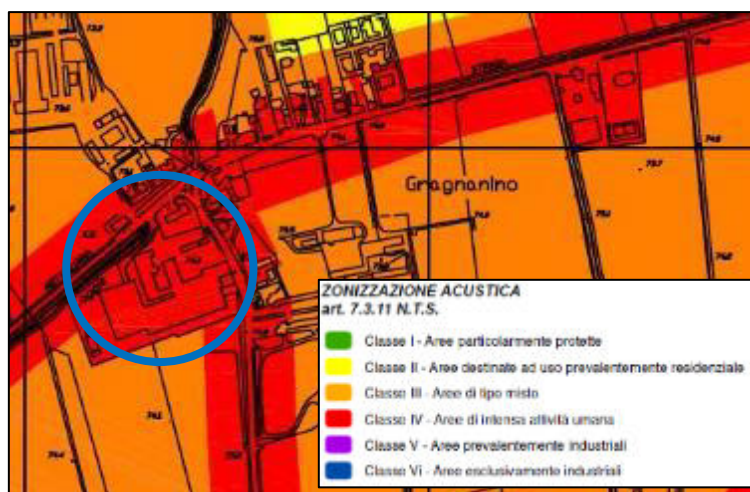 Gragnanino
ZONIZZAZIONE ACUSTICA
art. 7.3.11 N.T.S.
Classe I - Aree particolarmente protette
Classe II - Aree destinate ad uso prevalentemente residenziale
Classe III - Aree di tipo misto
Classe IV - Aree di intensa attività umana
Classe V - Aree prevalentemente industriali
Classe VI - Aree esclusivamente industriali